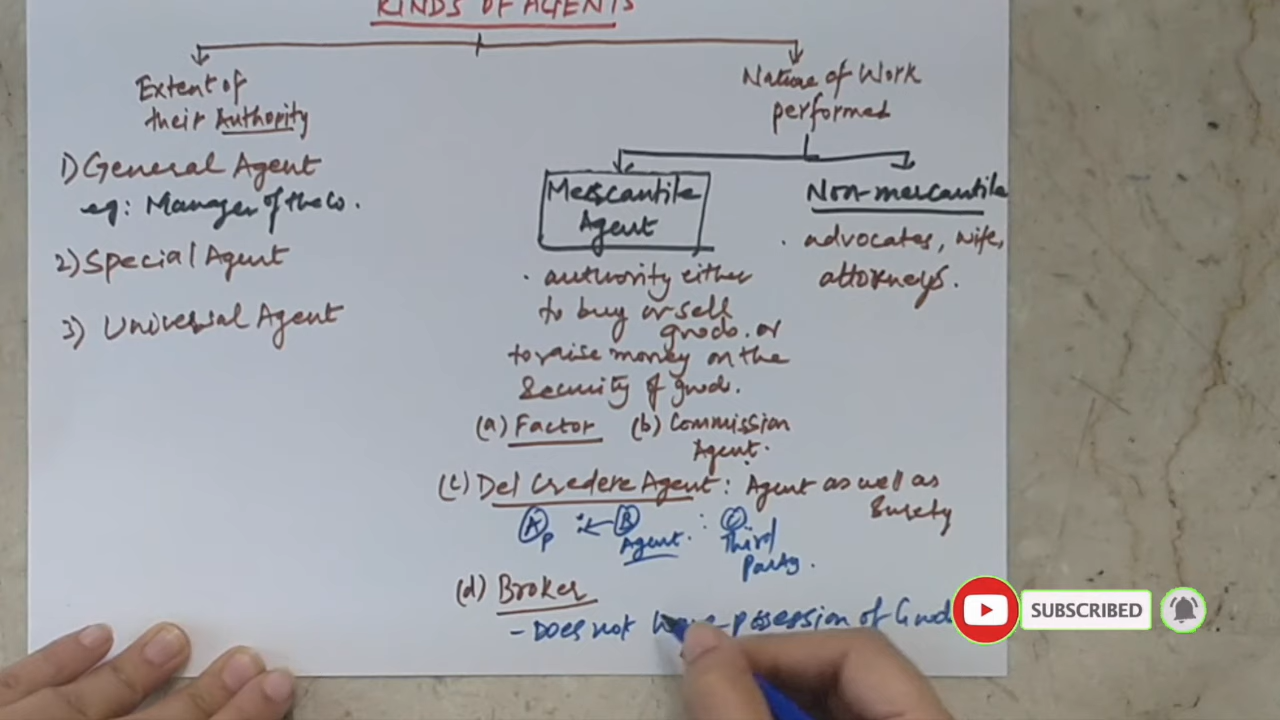 KINDS OF AGENTS
Extent of
their Authority
1) General Agent
eg: Manager of the Co.
2) Special Agent
3) Universal Agent
Nature of Work
performed
Mercantile
Agent
· authority either
to buy or sell
goods. or
to raise money on the
Security of goods.
(a) Factor (b) Commission
Agent.
(c) Del Credere Agent: Agent as well as
Surety
A : ← B : C
P Agent. Third
Party.
(d) Broker
- Does not have possession of Good
Non-mercantile
· advocates, wife,
attorneys.
SUBSCRIBED